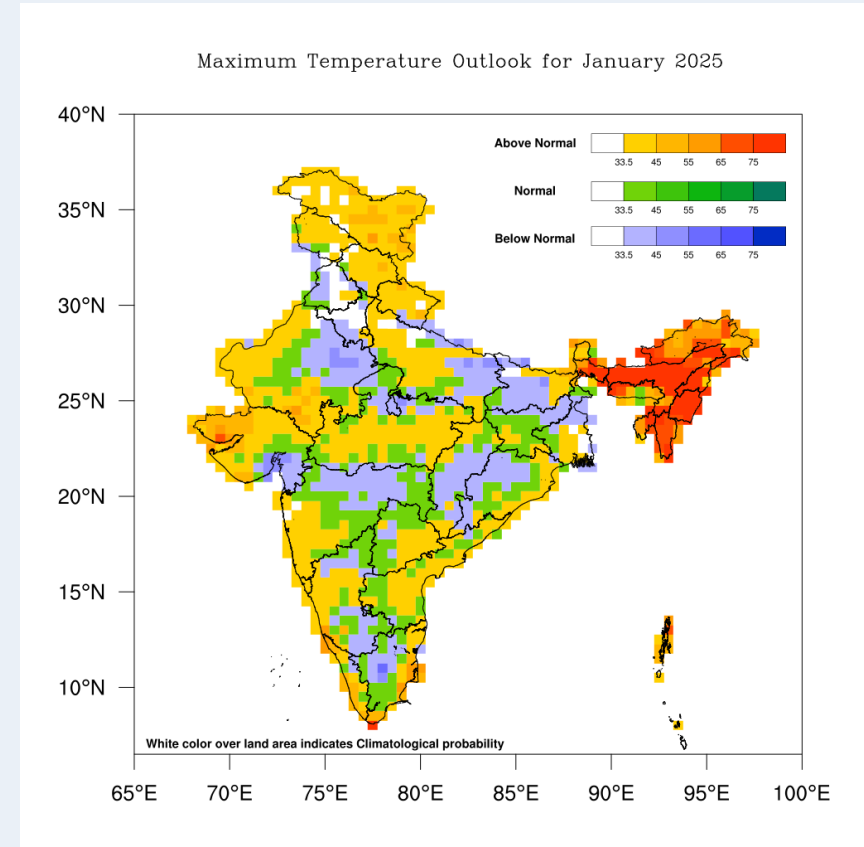 Maximum Temperature Outlook for January 2025
40°N
Above Normal
33.5 45 55 65 75
Normal
33.5 45 55 65 75
35°N
Below Normal
33.5 45 55 65 75
30°N
25°N
20°N
15°N
10°N
White color over land area indicates Climatological probability
65°E 70°E 75°E 80°E 85°E 90°E 95°E 100°E